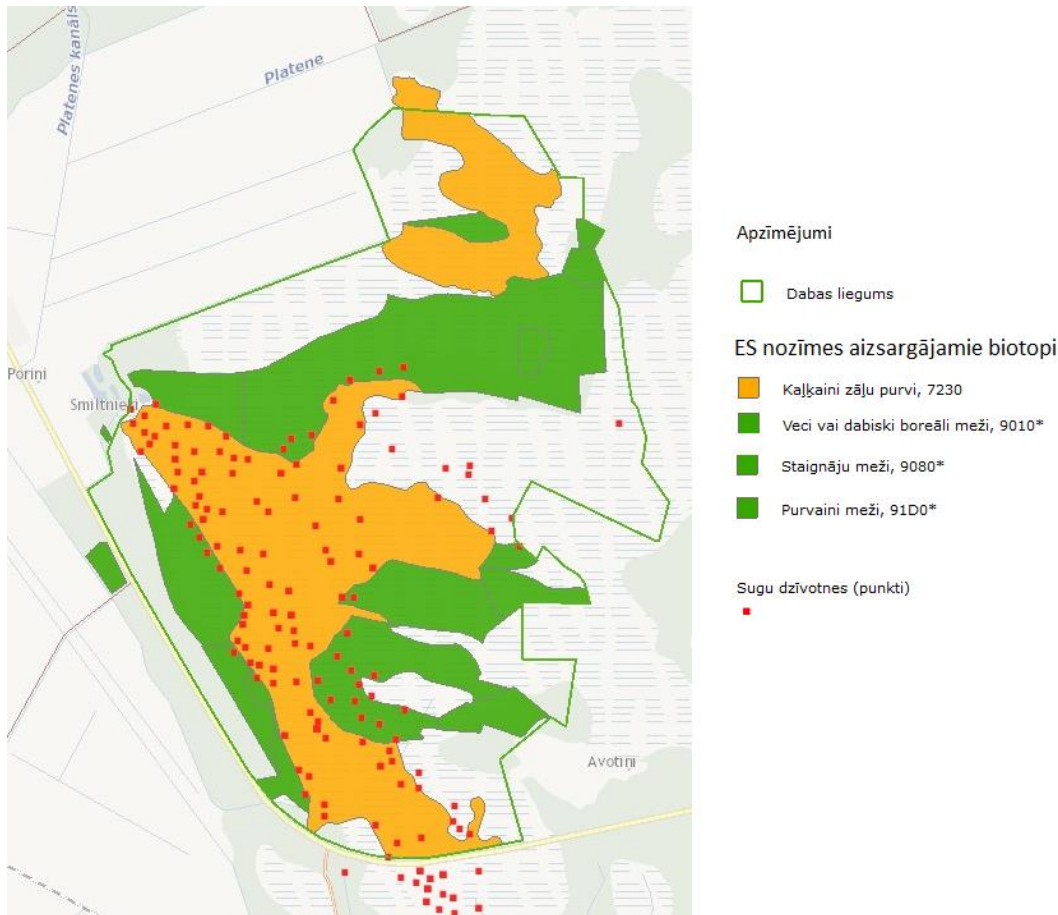 Platenes kanāls
Platene
Poriņi
Smiltnieki
Avotiņi
Apzīmējumi
Dabas liegums
ES nozīmes aizsargājamie biotopi
Kaļķaini zāļu purvi, 7230
Veci vai dabiski boreāli meži, 9010*
Staignāju meži, 9080*
Purvaini meži, 91D0*
Sugu dzīvotnes (punkti)